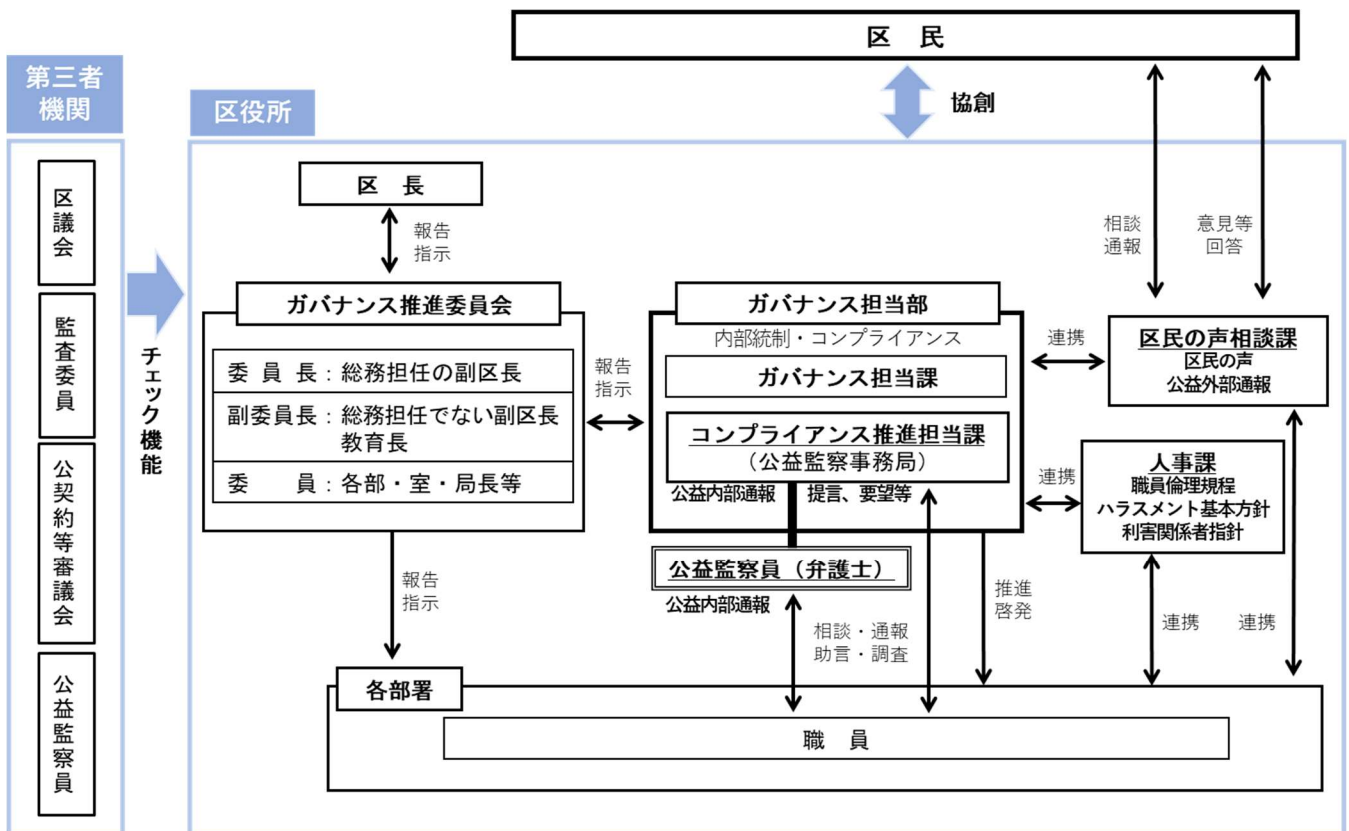 区　民
協創
第三者
機関
区議会
監査委員
公契約等審議会
公益監察員
チェック機能
区役所
区　長
報告
指示
ガバナンス推進委員会
委 員 長：総務担任の副区長
副委員長：総務担任でない副区長
教育長
委　　員：各部・室・局長等
報告
指示
報告
指示
ガバナンス担当部
内部統制・コンプライアンス
ガバナンス担当課
コンプライアンス推進担当課
（公益監察事務局）
公益内部通報　提言、要望等
公益監察員（弁護士）
公益内部通報
相談・通報
助言・調査
推進
啓発
相談
通報
意見等
回答
連携
区民の声相談課
区民の声
公益外部通報
連携
人事課
職員倫理規程
ハラスメント基本方針
利害関係者指針
連携
連携
各部署
職　員